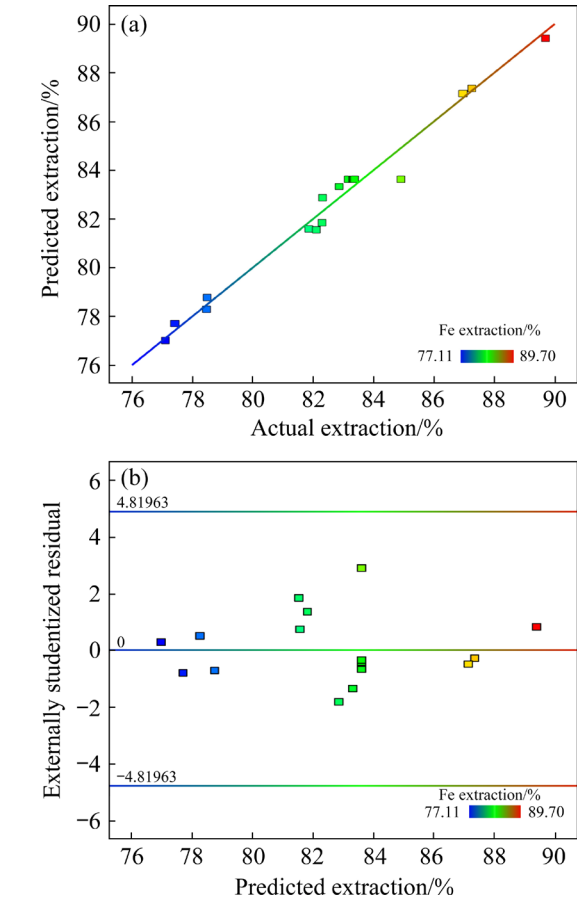 (a)
90
88
86
84
82
80
78
76
Predicted extraction/%
Fe extraction/%
77.11 89.70
76 78 80 82 84 86 88 90
Actual extraction/%
(b)
6
4.81963
4
2
0
0
−2
−4
−4.81963
−6
Externally studentized residual
Fe extraction/%
77.11 89.70
76 78 80 82 84 86 88 90
Predicted extraction/%